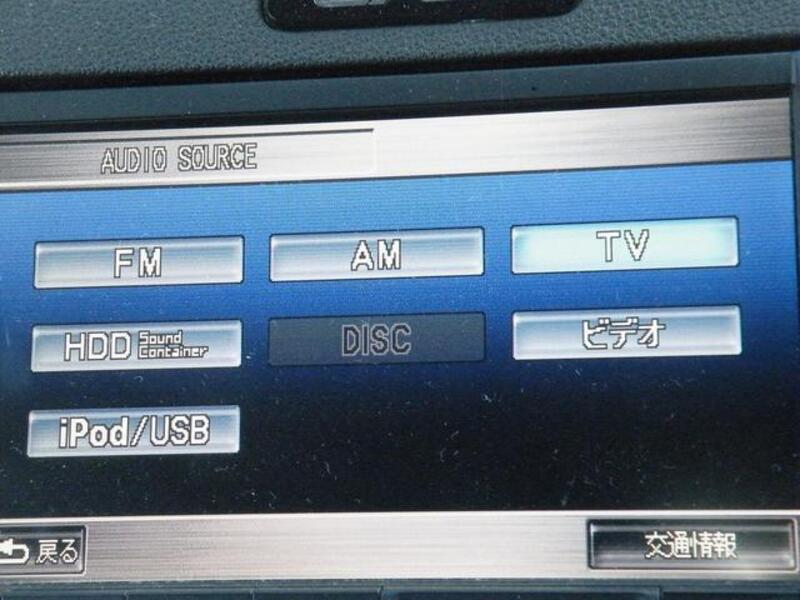 AUDIO SOURCE
FM
AM
TV
HDD Sound
Container
DISC
ビデオ
iPod/USB
戻る
交通情報